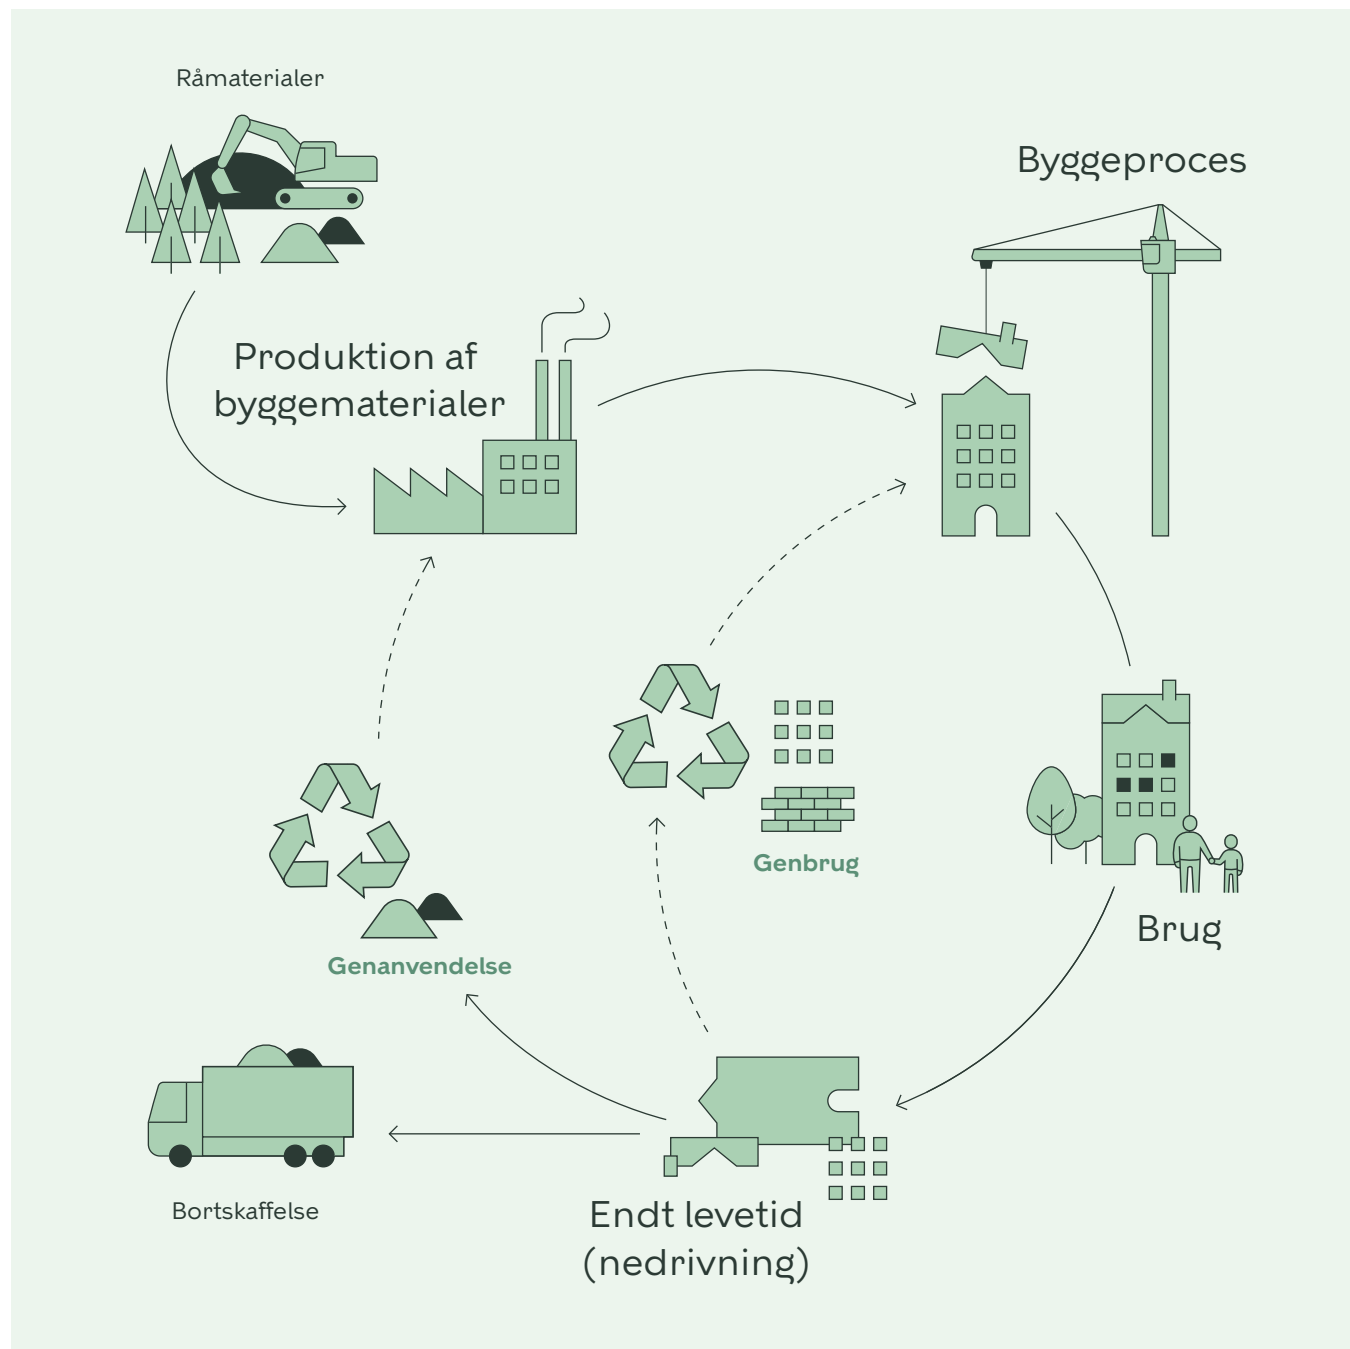 Råmaterialer
Byggeproces
Produktion af
byggematerialer
Genbrug
Brug
Genanvendelse
Bortskaffelse
Endt levetid
(nedrivning)